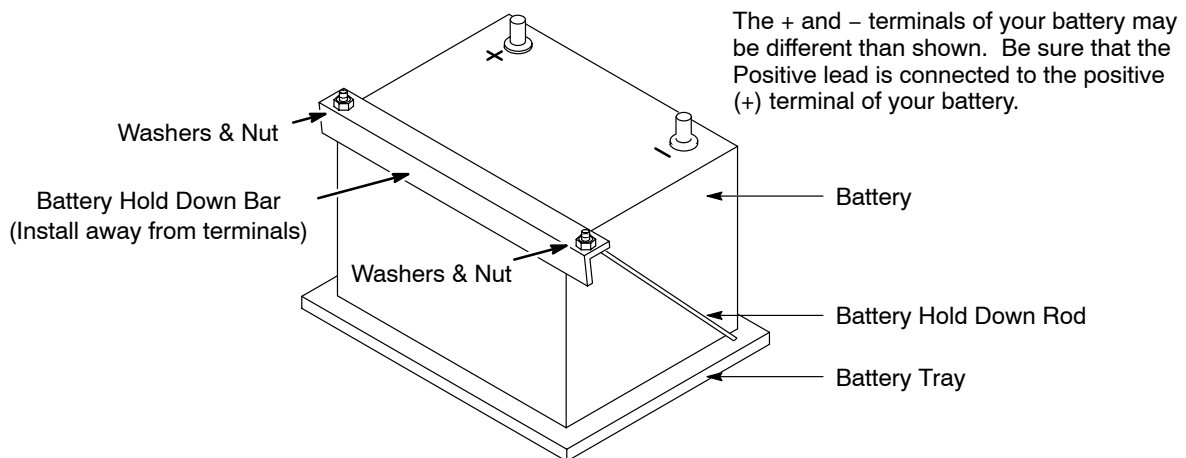 The + and − terminals of your battery may
be different than shown.  Be sure that the
Positive lead is connected to the positive
(+) terminal of your battery.
+
−
Washers & Nut
Battery Hold Down Bar
(Install away from terminals)
Washers & Nut
Battery
Battery Hold Down Rod
Battery Tray